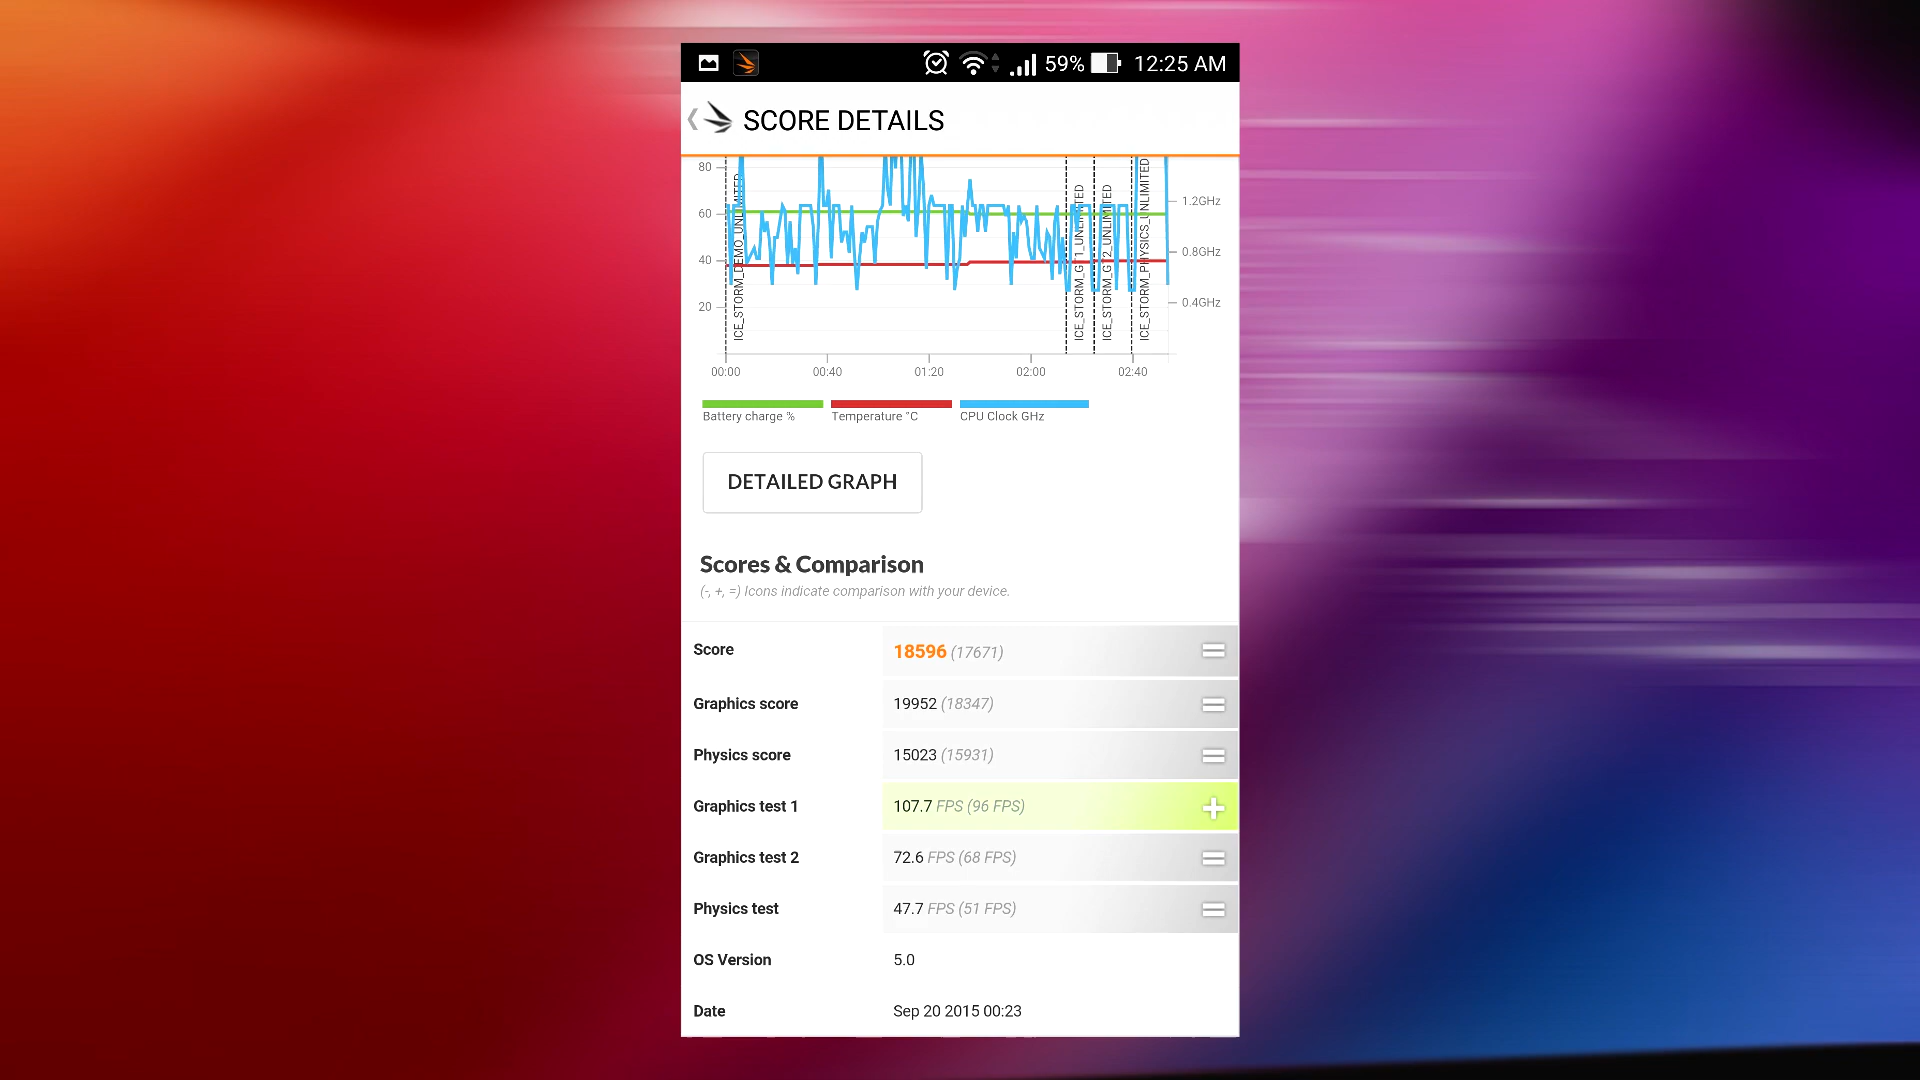 59% 12:25 AM
SCORE DETAILS
80
60
40
20
1.2GHz
0.8GHz
0.4GHz
ICE_STORM_DEMO_UNLIMITED
ICE_STORM_GT1_UNLIMITED
ICE_STORM_GT2_UNLIMITED
ICE_STORM_PHYSICS_UNLIMITED
00:00 00:40 01:20 02:00 02:40
Battery charge % Temperature °C CPU Clock GHz
DETAILED GRAPH
Scores & Comparison
(-, +, =) Icons indicate comparison with your device.
Score 18596 (17671)
Graphics score 19952 (18347)
Physics score 15023 (15931)
Graphics test 1 107.7 FPS (96 FPS)
Graphics test 2 72.6 FPS (68 FPS)
Physics test 47.7 FPS (51 FPS)
OS Version 5.0
Date Sep 20 2015 00:23